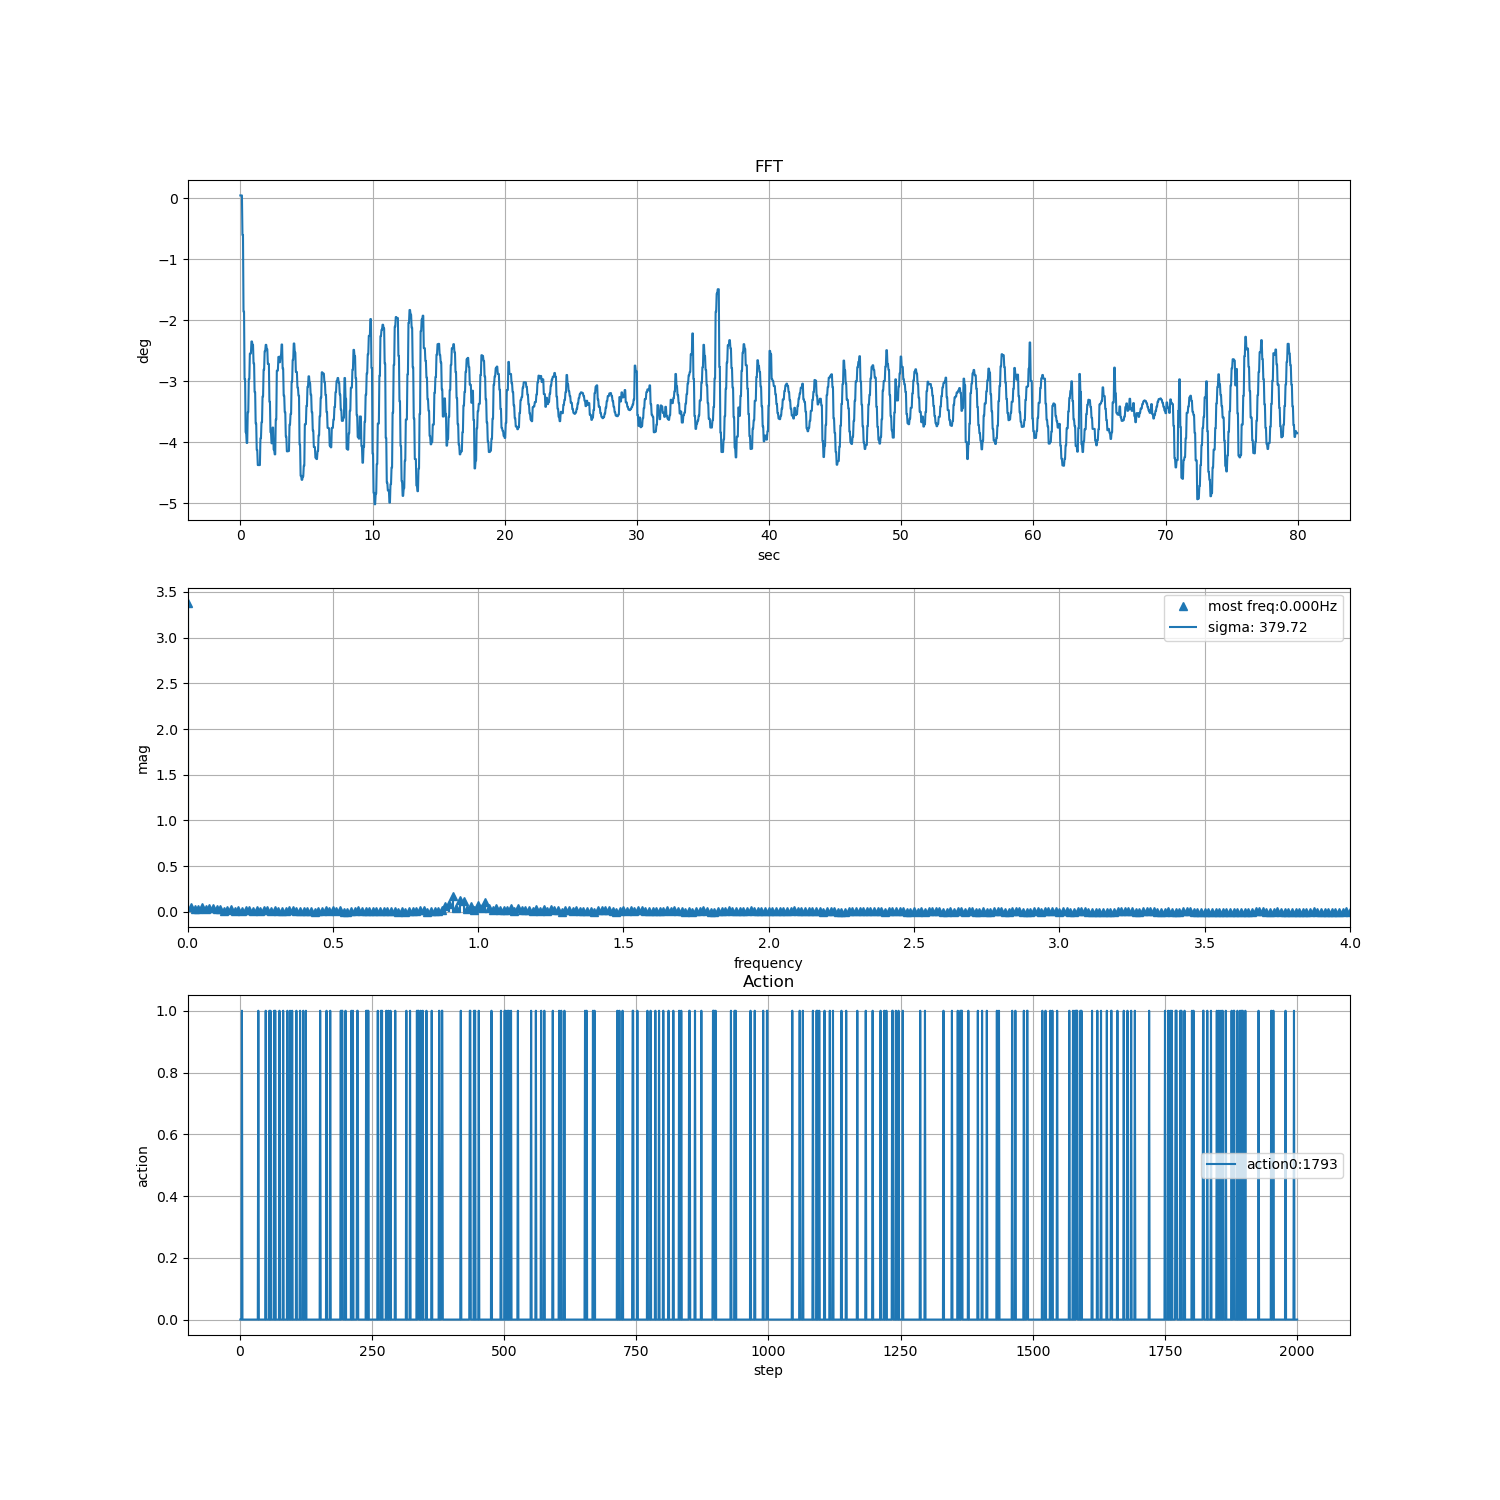 FFT
0
−1
−2
−3
−4
−5
deg
0 10 20 30 40 50 60 70 80
sec
3.5
3.0
2.5
2.0
1.5
1.0
0.5
0.0
mag
most freq:0.000Hz
sigma: 379.72
0.0 0.5 1.0 1.5 2.0 2.5 3.0 3.5 4.0
frequency
Action
1.0
0.8
0.6
0.4
0.2
0.0
action
action0:1793
0 250 500 750 1000 1250 1500 1750 2000
step